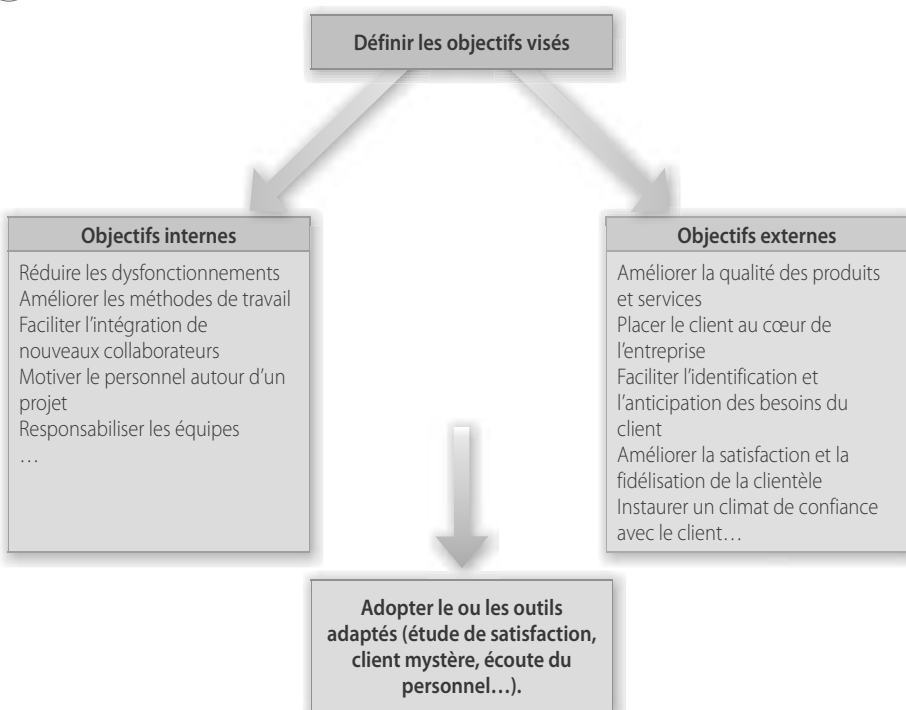 Définir les objectifs visés
Objectifs internes
Réduire les dysfonctionnements
Améliorer les méthodes de travail
Faciliter l’intégration de
nouveaux collaborateurs
Motiver le personnel autour d’un
projet
Responsabiliser les équipes
…
Objectifs externes
Améliorer la qualité des produits
et services
Placer le client au cœur de
l’entreprise
Faciliter l’identification et
l’anticipation des besoins du
client
Améliorer la satisfaction et la
fidélisation de la clientèle
Instaurer un climat de confiance
avec le client…
Adopter le ou les outils
adaptés (étude de satisfaction,
client mystère, écoute du
personnel…).